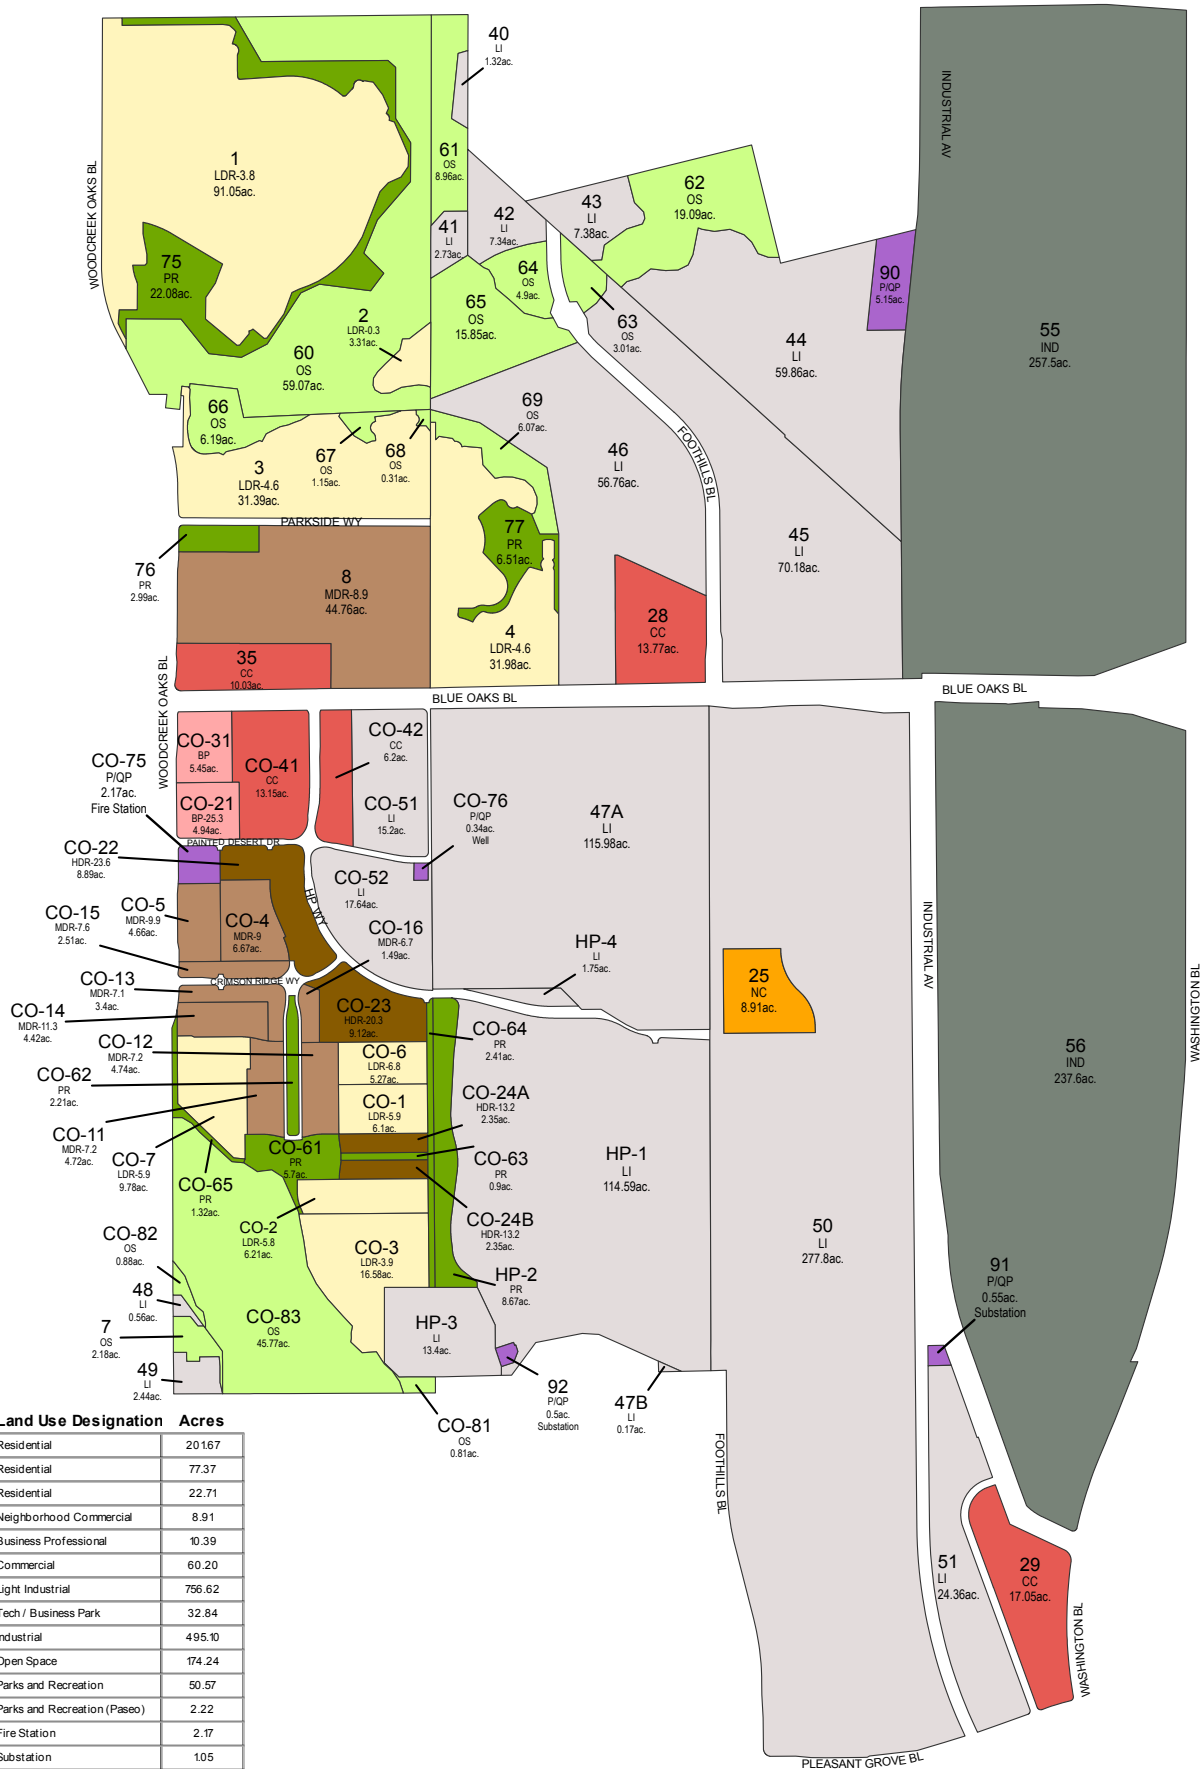 40
LI
1.32ac.
INDUSTRIAL AV
WOODCREEK OAKS BL
1
LDR-3.8
91.05ac.
61
OS
8.96ac.
62
OS
19.09ac.
43
LI
7.38ac.
42
LI
7.34ac.
41
LI
2.73ac.
75
PR
22.08ac.
64
OS
4.9ac.
90
P/QP
5.15ac.
65
OS
15.85ac.
63
OS
3.01ac.
2
LDR-0.3
3.31ac.
44
LI
59.86ac.
55
IND
257.5ac.
60
OS
59.07ac.
66
OS
6.19ac.
69
OS
6.07ac.
67
OS
1.15ac.
68
OS
0.31ac.
46
LI
56.76ac.
FOOTHILLS BL
3
LDR-4.6
31.39ac.
PARKSIDE WY
77
PR
6.51ac.
45
LI
70.18ac.
76
PR
2.99ac.
8
MDR-8.9
44.76ac.
4
LDR-4.6
31.98ac.
28
CC
13.77ac.
35
CC
10.03ac.
WOODCREEK OAKS BL
BLUE OAKS BL
BLUE OAKS BL
CO-31
BP
5.45ac.
CO-41
CC
13.15ac.
CO-42
CC
6.2ac.
CO-75
P/QP
2.17ac.
Fire Station
CO-21
BP-25.3
4.94ac.
CO-51
LI
15.2ac.
CO-76
P/QP
0.34ac.
Well
47A
LI
115.98ac.
PAINTED DESERT DR
CO-22
HDR-23.6
8.89ac.
CO-52
LI
17.64ac.
HP WY
CO-5
MDR-9.9
4.66ac.
CO-15
MDR-7.6
2.51ac.
CO-4
MDR-9
6.67ac.
CO-16
MDR-6.7
1.49ac.
HP-4
LI
1.75ac.
INDUSTRIAL AV
WASHINGTON BL
CRIMSON RIDGE WY
CO-13
MDR-7.1
3.4ac.
25
NC
8.91ac.
CO-14
MDR-11.3
4.42ac.
CO-23
HDR-20.3
9.12ac.
CO-64
PR
2.41ac.
CO-12
MDR-7.2
4.74ac.
CO-6
LDR-6.8
5.27ac.
56
IND
237.6ac.
CO-62
PR
2.21ac.
CO-24A
HDR-13.2
2.35ac.
CO-1
LDR-5.9
6.1ac.
CO-11
MDR-7.2
4.72ac.
CO-61
PR
5.7ac.
CO-63
PR
0.9ac.
HP-1
LI
114.59ac.
CO-7
LDR-5.9
9.78ac.
CO-65
PR
1.32ac.
CO-24B
HDR-13.2
2.35ac.
CO-2
LDR-5.8
6.21ac.
50
LI
277.8ac.
CO-82
OS
0.88ac.
CO-3
LDR-3.9
16.58ac.
HP-2
PR
8.67ac.
91
P/QP
0.55ac.
Substation
48
LI
0.56ac.
CO-83
OS
45.77ac.
HP-3
LI
13.4ac.
7
OS
2.18ac.
49
LI
2.44ac.
92
P/QP
0.5ac.
Substation
47B
LI
0.17ac.
CO-81
OS
0.81ac.
FOOTHILLS BL
51
LI
24.36ac.
29
CC
17.05ac.
WASHINGTON BL
PLEASANT GROVE BL
Land Use Designation Acres
Residential 201.67
Residential 77.37
Residential 22.71
Neighborhood Commercial 8.91
Business Professional 10.39
Commercial 60.20
Light Industrial 756.62
Tech / Business Park 32.84
Industrial 495.10
Open Space 174.24
Parks and Recreation 50.57
Parks and Recreation (Paseo) 2.22
Fire Station 2.17
Substation 1.05